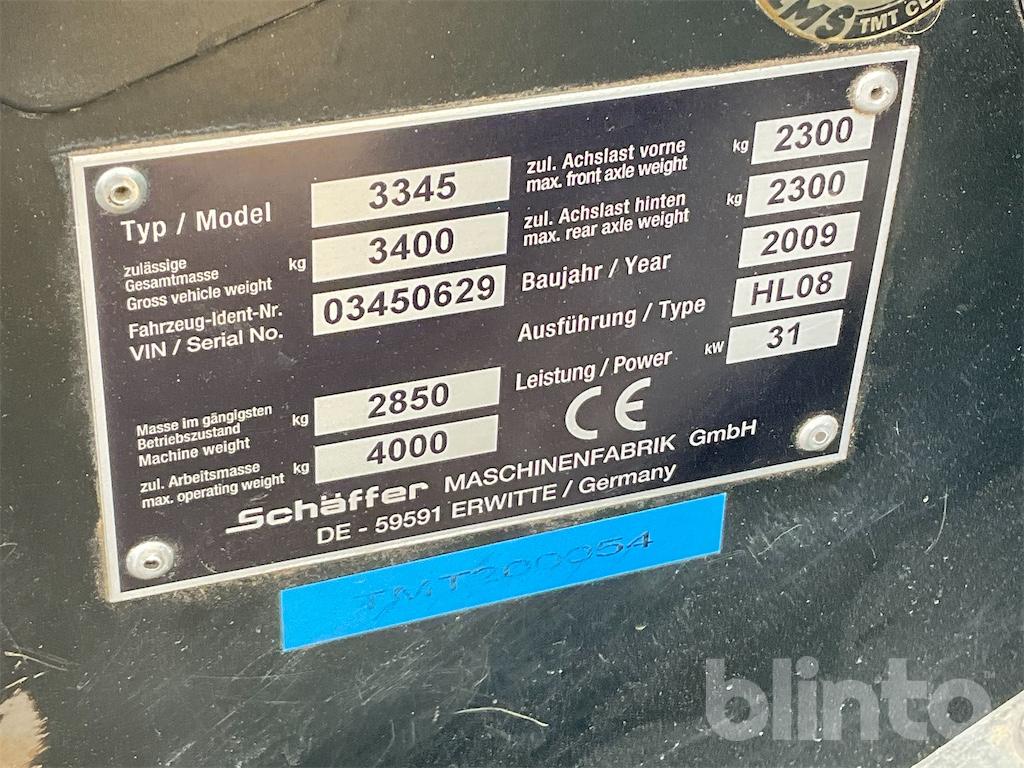 EMS
TMT CE
Typ / Model 3345
zulässige
Gesamtmasse
Gross vehicle weight kg 3400
Fahrzeug-Ident-Nr.
VIN / Serial No. 03450629
Masse im gängigsten
Betriebszustand
Machine weight kg 2850
zul. Arbeitsmasse
max. operating weight kg 4000
zul. Achslast vorne
max. front axle weight kg 2300
zul. Achslast hinten
max. rear axle weight kg 2300
Baujahr / Year 2009
Ausführung / Type HL08
Leistung / Power kW 31
CE
Schäffer MASCHINENFABRIK GmbH
DE - 59591 ERWITTE / Germany
TMT200054
blinto